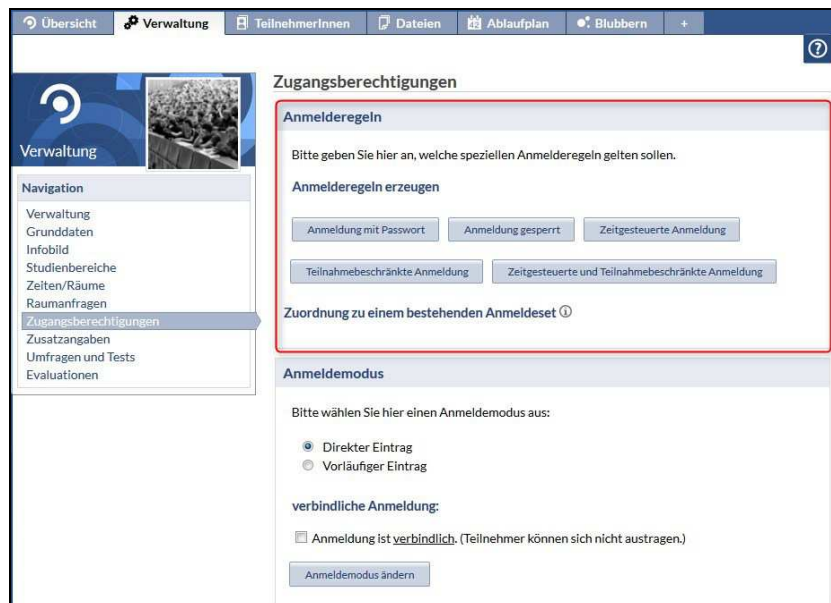 Übersicht Verwaltung TeilnehmerInnen Dateien Ablaufplan Blubbern +
Zugangsberechtigungen
Verwaltung
Navigation
Verwaltung
Grunddaten
Infobild
Studienbereiche
Zeiten/Räume
Raumanfragen
Zugangsberechtigungen
Zusatzangaben
Umfragen und Tests
Evaluationen
Anmelderegeln
Bitte geben Sie hier an, welche speziellen Anmelderegeln gelten sollen.
Anmelderegeln erzeugen
Anmeldung mit Passwort Anmeldung gesperrt Zeitgesteuerte Anmeldung
Teilnahmebeschränkte Anmeldung Zeitgesteuerte und Teilnahmebeschränkte Anmeldung
Zuordnung zu einem bestehenden Anmeldeset
Anmeldemodus
Bitte wählen Sie hier einen Anmeldemodus aus:
Direkter Eintrag
Vorläufiger Eintrag
verbindliche Anmeldung:
Anmeldung ist verbindlich. (Teilnehmer können sich nicht austragen.)
Anmeldemodus ändern